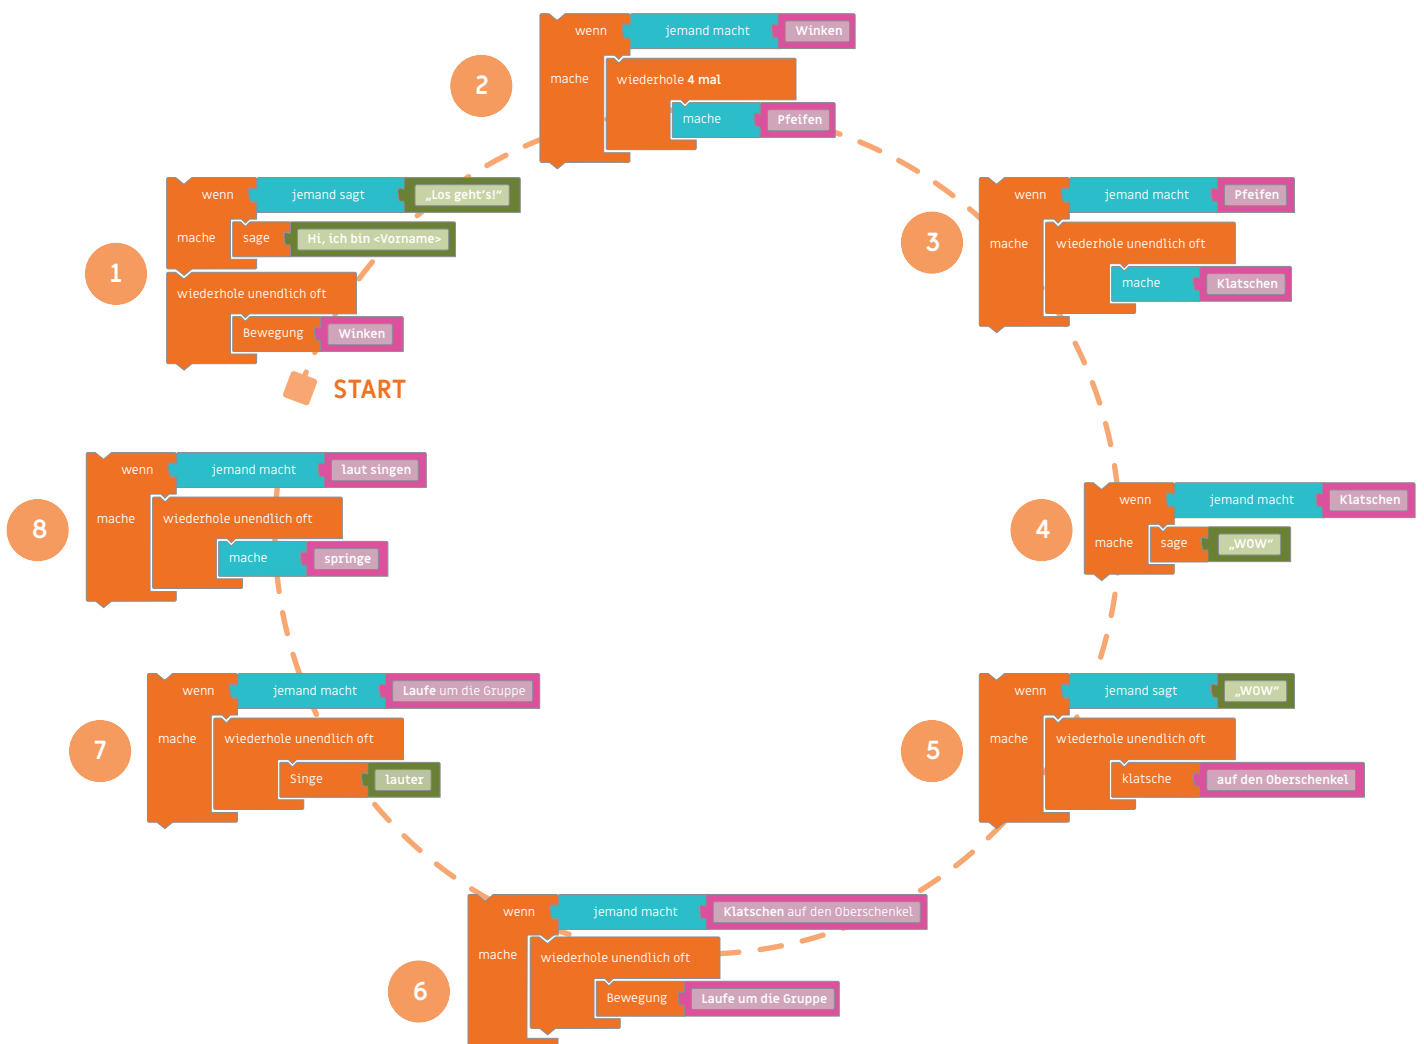 2
wenn jemand macht Winken
mache wiederhole 4 mal
mache Pfeifen
1
wenn jemand sagt „Los geht's!“
mache sage Hi, ich bin <Vorname>
wiederhole unendlich oft
Bewegung Winken
START
3
wenn jemand macht Pfeifen
mache wiederhole unendlich oft
mache Klatschen
8
wenn jemand macht laut singen
mache wiederhole unendlich oft
mache springe
4
wenn jemand macht Klatschen
mache sage „WOW“
7
wenn jemand macht Laufe um die Gruppe
mache wiederhole unendlich oft
Singe lauter
5
wenn jemand sagt „WOW“
mache wiederhole unendlich oft
klatsche auf den Oberschenkel
6
wenn jemand macht Klatschen auf den Oberschenkel
mache wiederhole unendlich oft
Bewegung Laufe um die Gruppe